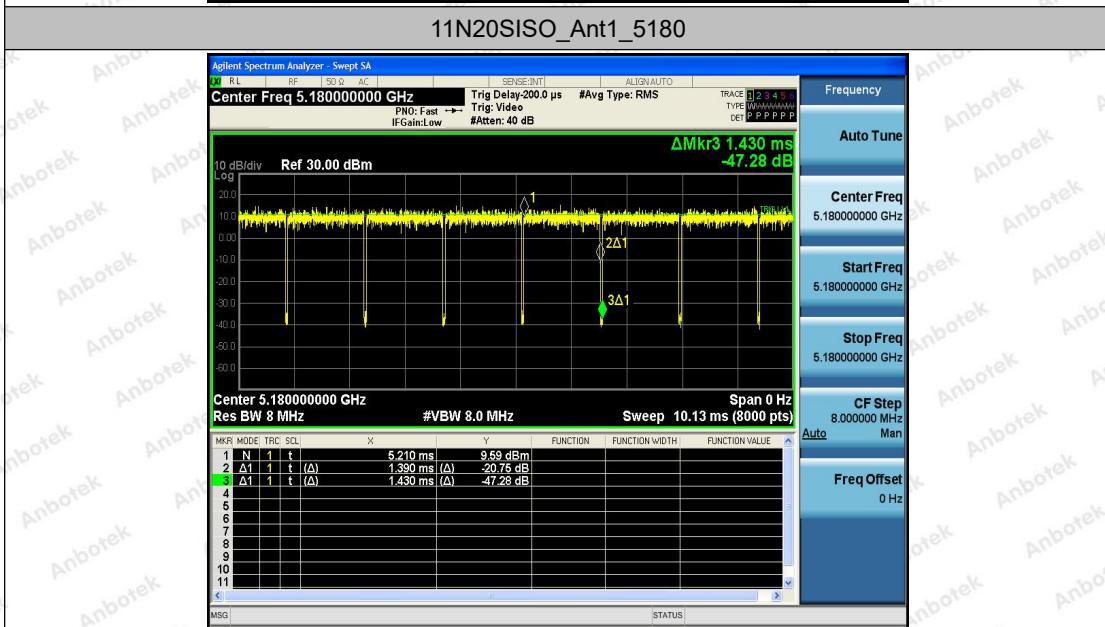 11N20SISO_Ant1_5180
Agilent Spectrum Analyzer - Swept SA
LXI RL RF 50 Ω AC SENSE:INT ALIGNAUTO
Center Freq 5.180000000 GHz
PNO: Fast
IFGain:Low
Trig Delay-200.0 µs
Trig: Video
#Atten: 40 dB
#Avg Type: RMS
TRACE 1 2 3 4 5 6
TYPE WWWWWW
DET P P P P P P
ΔMkr3 1.430 ms
-47.28 dB
10 dB/div Ref 30.00 dBm
Log
20.0
10.0
0.00
-10.0
-20.0
-30.0
-40.0
-50.0
-60.0
1
2Δ1
3Δ1
Center 5.180000000 GHz Span 0 Hz
Res BW 8 MHz #VBW 8.0 MHz Sweep 10.13 ms (8000 pts)
MKR MODE TRC SCL X Y FUNCTION FUNCTION WIDTH FUNCTION VALUE
1 N 1 t 5.210 ms 9.59 dBm
2 Δ1 1 t (Δ) 1.390 ms (Δ) -20.75 dB
3 Δ1 1 t (Δ) 1.430 ms (Δ) -47.28 dB
4
5
6
7
8
9
10
11
MSG STATUS
Frequency
Auto Tune
Center Freq
5.180000000 GHz
Start Freq
5.180000000 GHz
Stop Freq
5.180000000 GHz
CF Step
8.000000 MHz
Auto Man
Freq Offset
0 Hz
Anbotek